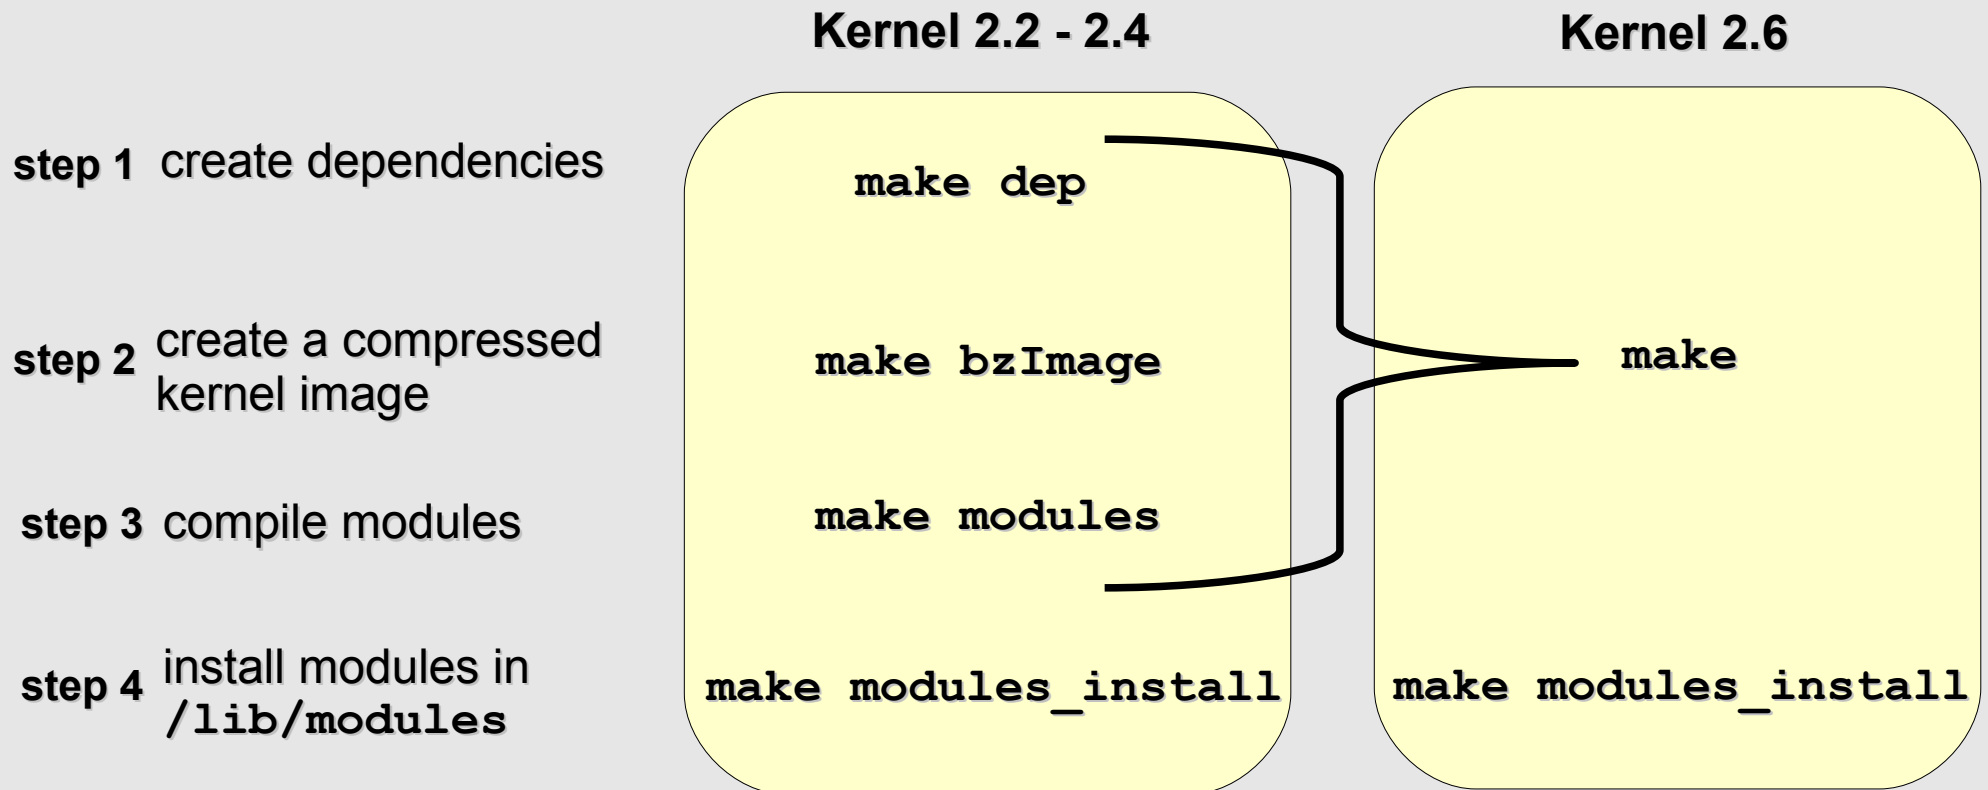 Kernel 2.2 - 2.4
Kernel 2.6
step 1 create dependencies
make dep
step 2 create a compressed
kernel image
make bzImage
make
step 3 compile modules
make modules
step 4 install modules in
/lib/modules
make modules_install
make modules_install